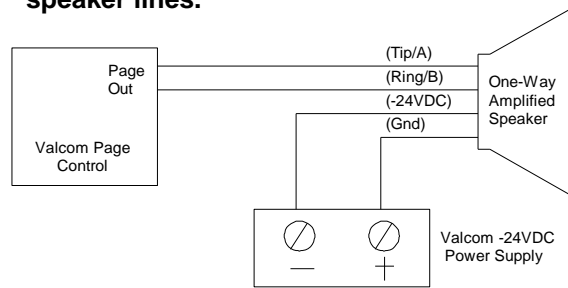 speaker lines.
(Tip/A)
Page
Out
(Ring/B)
(-24VDC)
(Gnd)
One-Way
Amplified
Speaker
Valcom Page
Control
Valcom -24VDC
Power Supply
— +